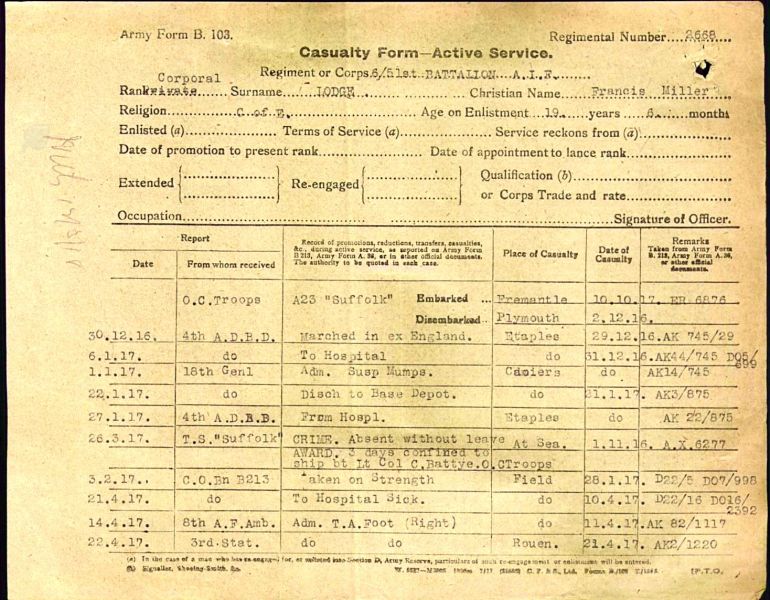 Army Form B. 103. Regimental Number 2668
Casualty Form—Active Service.
Regiment or Corps 6/51st BATTALION A.I.F.
Corporal
Rank Private Surname LODGE. Christian Name Francis Miller
Religion C of E. Age on Enlistment 19 years 6 months
Enlisted (a) Terms of Service (a) Service reckons from (a)
Date of promotion to present rank Date of appointment to lance rank
Extended Re-engaged Qualification (b)
or Corps Trade and rate
Occupation Signature of Officer.
Report Record of promotions, reductions, transfers, casualties, &c., during active service, as reported on Army Form B 213, Army Form A. 36, or in other official documents. The authority to be quoted in each case. Place of Casualty Date of Casualty Remarks Taken from Army Form B. 213, Army Form A. 36, or other official documents.
Date From whom received
O.C.Troops A23 "Suffolk" Embarked ... Fremantle 10.10.17. ER 6876
Disembarked.. Plymouth 2.12.16.
30.12.16. 4th A.D.B.D. Marched in ex England. Etaples 29.12.16. AK 745/29
6.1.17. do To Hospital do 31.12.16. AK44/745 DO5/
1.1.17. 18th Genl Adm. Susp Mumps. Camiers do AK14/745
22.1.17. do Disch to Base Depot. do 21.1.17. AK3/875
27.1.17. 4th A.D.B.B. From Hospl. Etaples do AK 22/875
26.3.17. T.S."Suffolk" CRIME. Absent without leave At Sea. 1.11.16. A.X.6277
AWARD. 3 days confined to
ship bt Lt Col C.Battye.O.CTroops
3.2.17. C.O.Bn B213 Taken on Strength Field 28.1.17. D22/5 DO7/998
21.4.17. do To Hospital Sick. do 10.4.17. D22/16 DO16/
2392
14.4.17. 8th A.F.Amb. Adm. T.A.Foot (Right) do 11.4.17. AK 82/1117
22.4.17. 3rd.Stat. do do Rouen. 21.4.17. AK2/1220
(a) In the case of a man who has re-engaged for, or enlisted into Section D, Army Reserve, particulars of such re-engagement or enlistment will be entered.
(b) Signaller, Shoeing-Smith, &c.
[P.T.O.